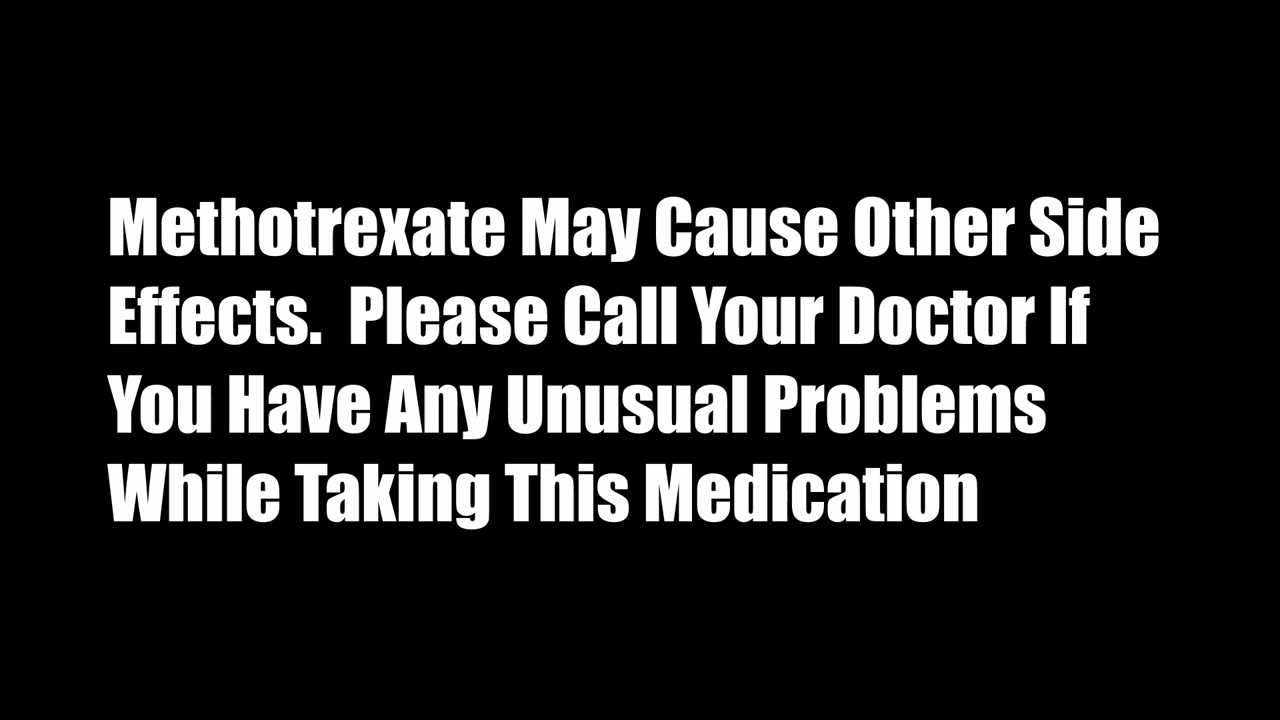 Methotrexate May Cause Other Side
Effects.  Please Call Your Doctor If
You Have Any Unusual Problems
While Taking This Medication